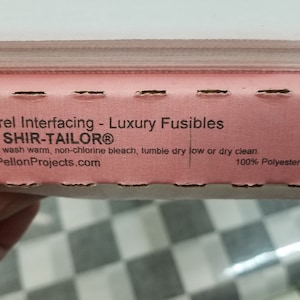 rel Interfacing - Luxury Fusibles
SHIR-TAILOR®
wash warm, non-chlorine bleach, tumble dry low or dry clean.
PellonProjects.com 100% Polyester